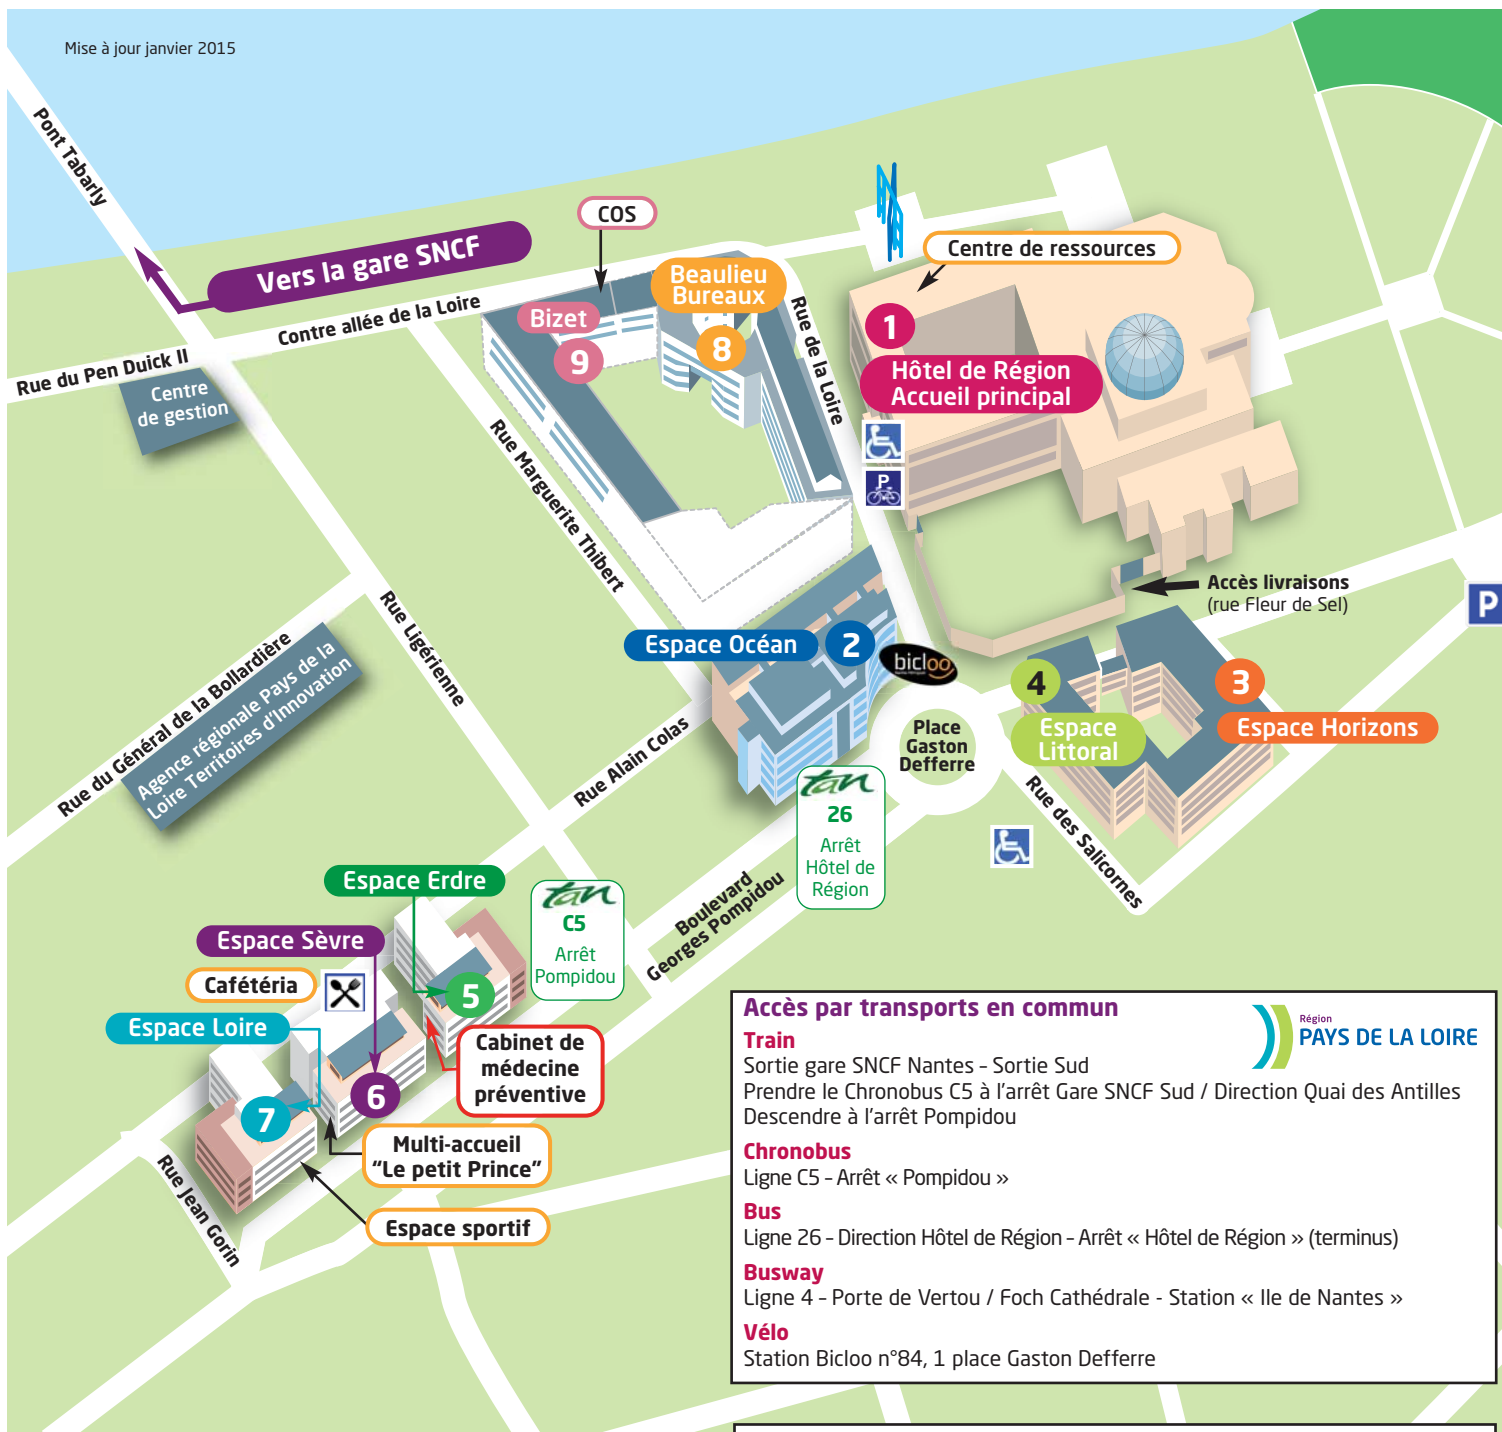 Mise à jour janvier 2015
Pont Tabarly
Vers la gare SNCF
COS
Centre de ressources
Beaulieu
Bureaux
8
Bizet
9
1
Hôtel de Région
Accueil principal
P
Rue de la Loire
Contre allée de la Loire
Rue du Pen Duick II
Centre
de gestion
Rue Marguerite Thibert
Accès livraisons
(rue Fleur de Sel)
P
Rue Ligérienne
Rue du Général de la Bollardière
Agence régionale Pays de la
Loire Territoires d'Innovation
Espace Océan
2
bicloo
4
Espace
Littoral
3
Espace Horizons
Place
Gaston
Defferre
Rue Alain Colas
tan
26
Arrêt
Hôtel de
Région
Rue des Salicornes
Boulevard
Georges Pompidou
Espace Erdre
tan
C5
Arrêt
Pompidou
Espace Sèvre
Cafétéria
5
Espace Loire
Cabinet de
médecine
préventive
6
7
Multi-accueil
“Le petit Prince”
Espace sportif
Rue Jean Gorin
Accès par transports en commun
Région
PAYS DE LA LOIRE
Train
Sortie gare SNCF Nantes – Sortie Sud
Prendre le Chronobus C5 à l'arrêt Gare SNCF Sud / Direction Quai des Antilles
Descendre à l'arrêt Pompidou
Chronobus
Ligne C5 – Arrêt « Pompidou »
Bus
Ligne 26 – Direction Hôtel de Région – Arrêt « Hôtel de Région » (terminus)
Busway
Ligne 4 – Porte de Vertou / Foch Cathédrale - Station « Ile de Nantes »
Vélo
Station Bicloo n°84, 1 place Gaston Defferre